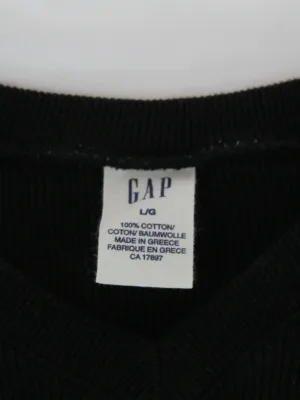 GAP
L/G
100% COTTON/
COTON/ BAUMWOLLE
MADE IN GREECE
FABRIQUE EN GRECE
CA 17897